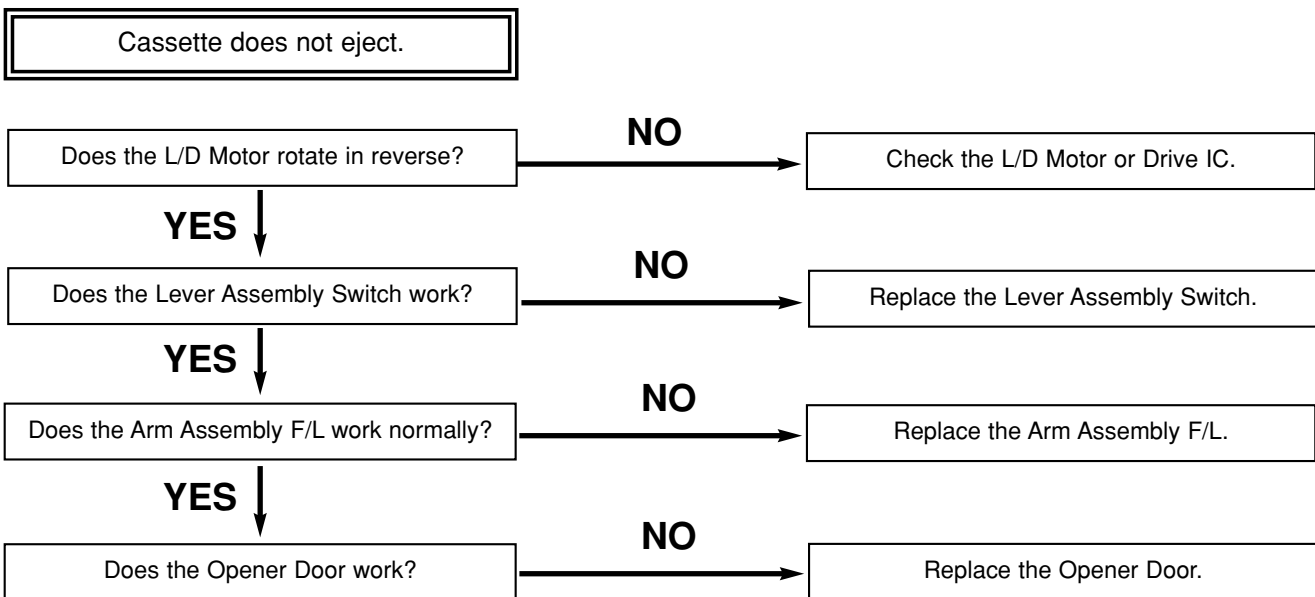 Cassette does not eject.
NO
Does the L/D Motor rotate in reverse?
Check the L/D Motor or Drive IC.
YES
NO
Does the Lever Assembly Switch work?
Replace the Lever Assembly Switch.
YES
NO
Does the Arm Assembly F/L work normally?
Replace the Arm Assembly F/L.
YES
NO
Does the Opener Door work?
Replace the Opener Door.